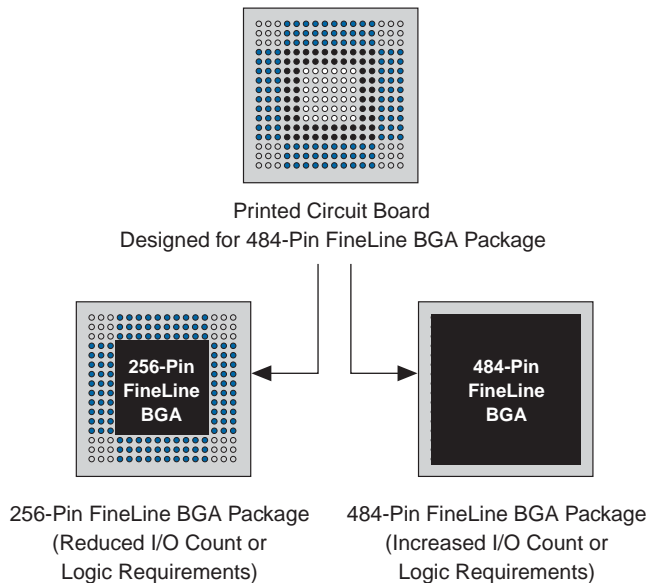 Printed Circuit Board
Designed for 484-Pin FineLine BGA Package
256-Pin
FineLine
BGA
484-Pin
FineLine
BGA
256-Pin FineLine BGA Package
(Reduced I/O Count or
Logic Requirements)
484-Pin FineLine BGA Package
(Increased I/O Count or
Logic Requirements)